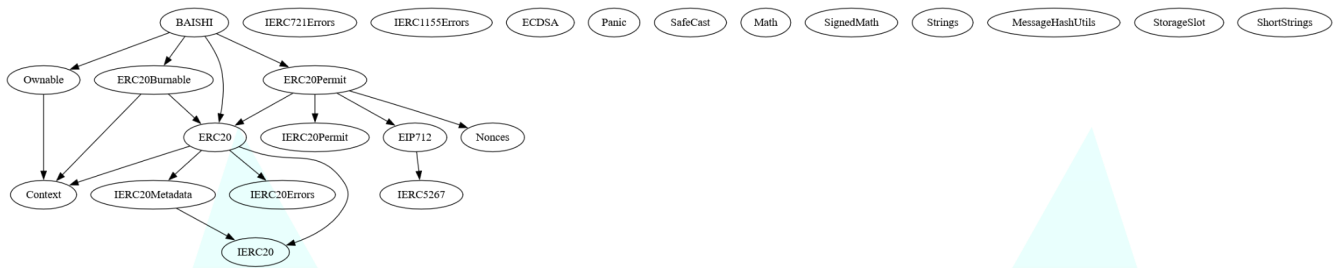 BAISHI IERC721Errors IERC1155Errors ECDSA Panic SafeCast Math SignedMath Strings MessageHashUtils StorageSlot ShortStrings
Ownable ERC20Burnable ERC20Permit
ERC20 IERC20Permit EIP712 Nonces
Context IERC20Metadata IERC20Errors IERC5267
IERC20